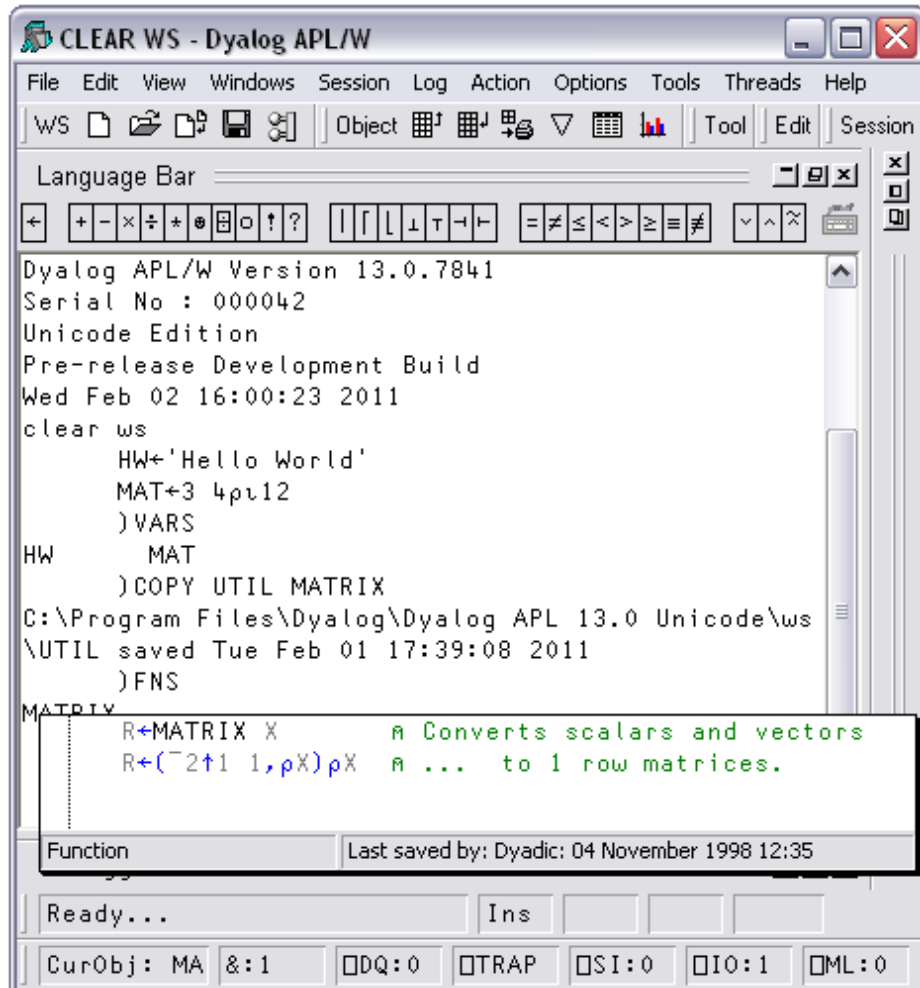 CLEAR WS - Dyalog APL/W
File Edit View Windows Session Log Action Options Tools Threads Help
WS Object Tool Edit Session
Language Bar
← + - × ÷ * ⍟ ⌹ ○ ! ? | ⌈ ⌊ ⊥ ⊤ ⊣ ⊢ = ≠ ≤ < > ≥ ≡ ≢ ∨ ∧ ⍲
Dyalog APL/W Version 13.0.7841
Serial No : 000042
Unicode Edition
Pre-release Development Build
Wed Feb 02 16:00:23 2011
clear ws
HW←'Hello World'
MAT←3 4⍴⍳12
)VARS
HW MAT
)COPY UTIL MATRIX
C:\Program Files\Dyalog\Dyalog APL 13.0 Unicode\ws
\UTIL saved Tue Feb 01 17:39:08 2011
)FNS
MATRIX
R←MATRIX X ⍝ Converts scalars and vectors
R←(¯2↑1 1,⍴X)⍴X ⍝ ... to 1 row matrices.
Function Last saved by: Dyadic: 04 November 1998 12:35
Ready... Ins
CurObj: MA &:1 ⎕DQ:0 ⎕TRAP ⎕SI:0 ⎕IO:1 ⎕ML:0